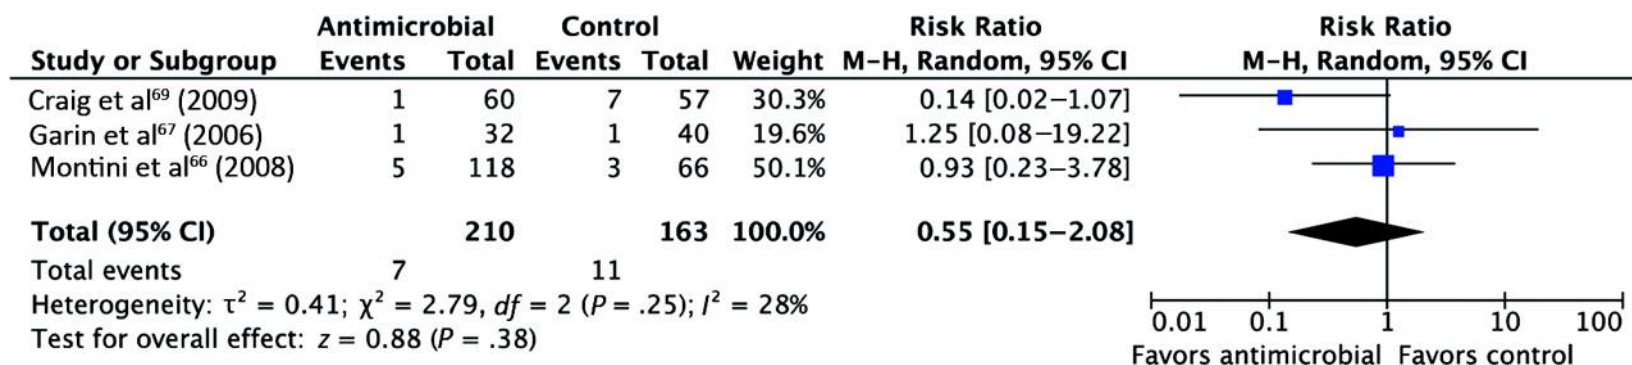 Antimicrobial Control Risk Ratio Risk Ratio
Study or Subgroup Events Total Events Total Weight M-H, Random, 95% CI M-H, Random, 95% CI
Craig et al⁶⁹ (2009) 1 60 7 57 30.3% 0.14 [0.02–1.07]
Garin et al⁶⁷ (2006) 1 32 1 40 19.6% 1.25 [0.08–19.22]
Montini et al⁶⁶ (2008) 5 118 3 66 50.1% 0.93 [0.23–3.78]
Total (95% CI) 210 163 100.0% 0.55 [0.15–2.08]
Total events 7 11
Heterogeneity: τ² = 0.41; χ² = 2.79, df = 2 (P = .25); I² = 28%
Test for overall effect: z = 0.88 (P = .38)
0.01 0.1 1 10 100
Favors antimicrobial Favors control